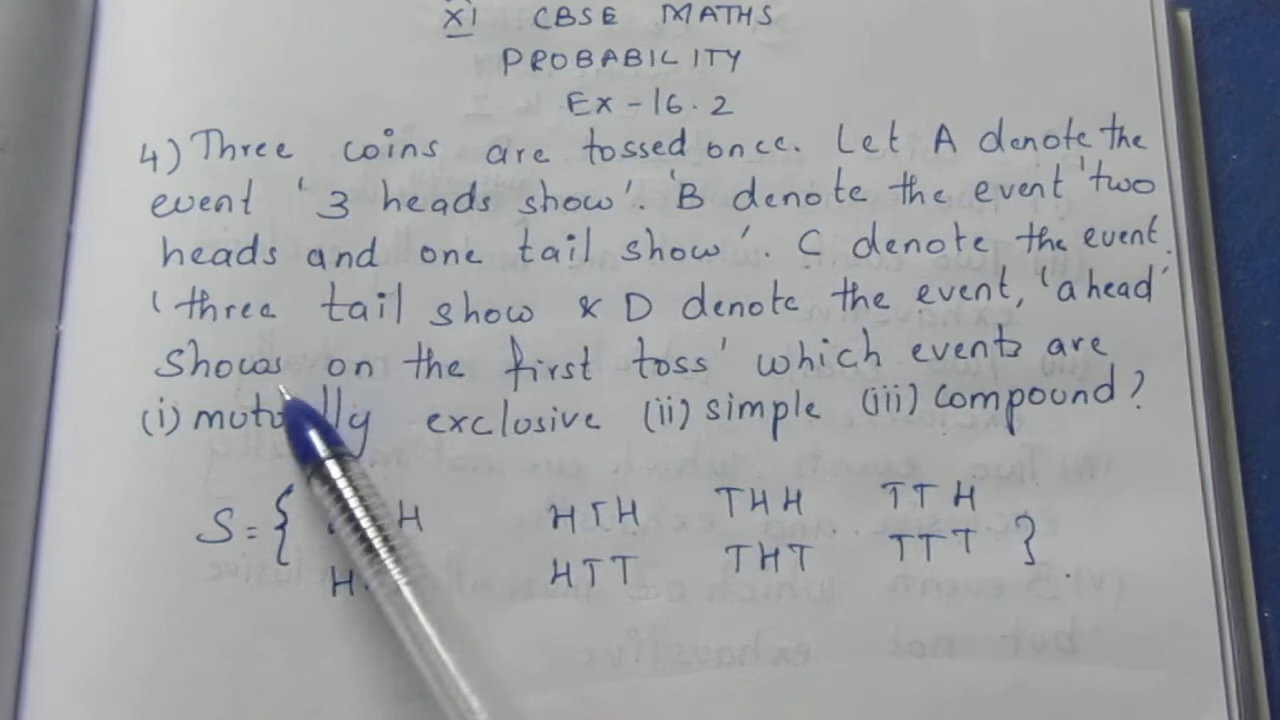 XI CBSE MATHS
PROBABILITY
Ex - 16.2
4) Three coins are tossed once. Let A denote the
event '3 heads show'. 'B denote the event 'two
heads and one tail show'. C denote the event
'three tail show & D denote the event, 'a head'
shows on the first toss' which events are
(i) mutually exclusive (ii) simple (iii) compound?
S = { H HTH THH TTH
H HTT THT TTT }.